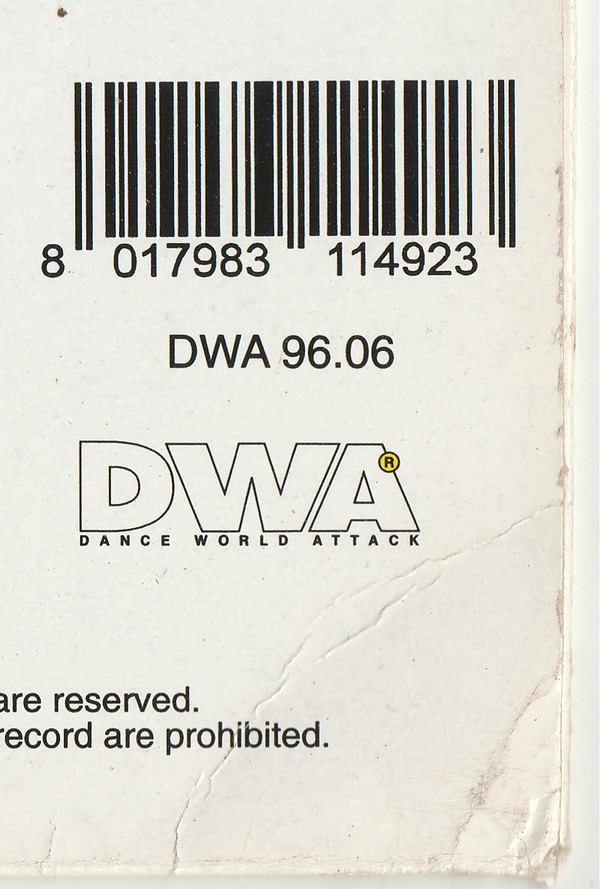 8 017983 114923
DWA 96.06
DWA ®
DANCE WORLD ATTACK
are reserved.
record are prohibited.